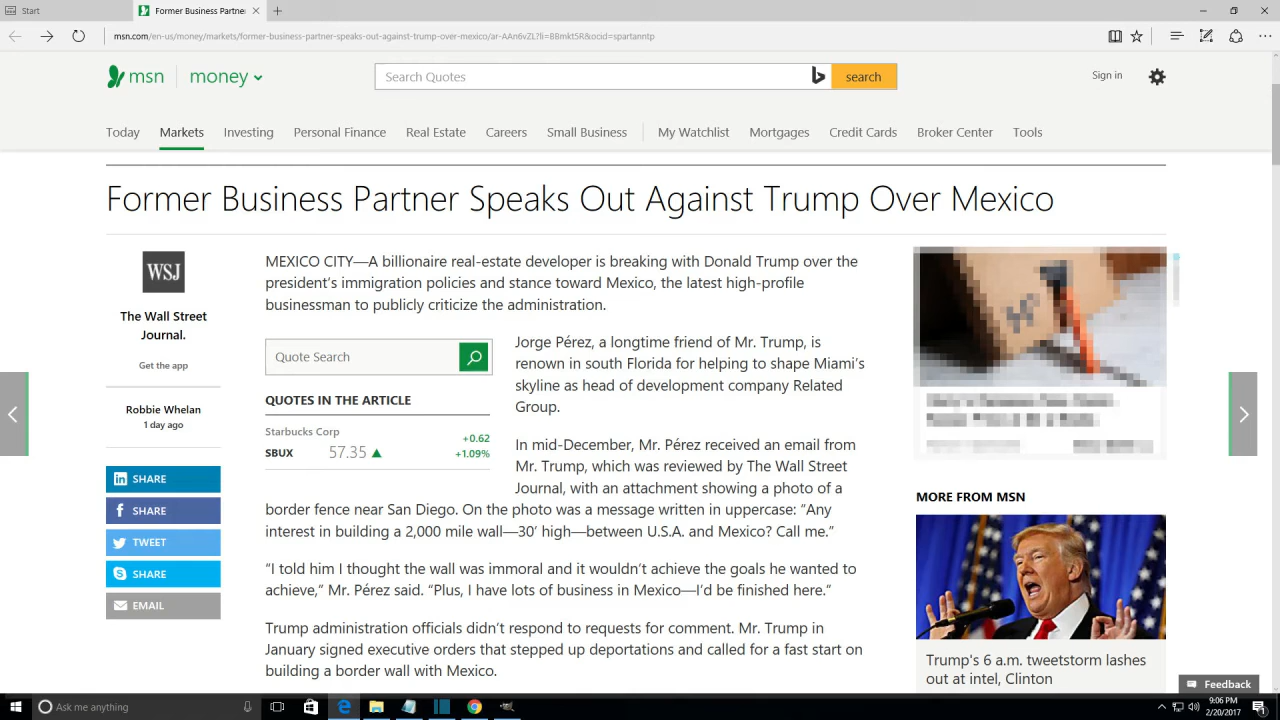 Start
Former Business Partne
msn.com/en-us/money/markets/former-business-partner-speaks-out-against-trump-over-mexico/ar-AAn6vZL?li=BBmkt5R&ocid=spartanntp
msn money
Search Quotes
search
Sign in
Today Markets Investing Personal Finance Real Estate Careers Small Business My Watchlist Mortgages Credit Cards Broker Center Tools
Former Business Partner Speaks Out Against Trump Over Mexico
WSJ
The Wall Street
Journal.
Get the app
Robbie Whelan
1 day ago
SHARE
SHARE
TWEET
SHARE
EMAIL
MEXICO CITY—A billionaire real-estate developer is breaking with Donald Trump over the
president’s immigration policies and stance toward Mexico, the latest high-profile
businessman to publicly criticize the administration.
Quote Search
QUOTES IN THE ARTICLE
Starbucks Corp
SBUX 57.35 ▲
+0.62
+1.09%
Jorge Pérez, a longtime friend of Mr. Trump, is
renown in south Florida for helping to shape Miami’s
skyline as head of development company Related
Group.
In mid-December, Mr. Pérez received an email from
Mr. Trump, which was reviewed by The Wall Street
Journal, with an attachment showing a photo of a
border fence near San Diego. On the photo was a message written in uppercase: “Any
interest in building a 2,000 mile wall—30’ high—between U.S.A. and Mexico? Call me.”
“I told him I thought the wall was immoral and it wouldn’t achieve the goals he wanted to
achieve,” Mr. Pérez said. “Plus, I have lots of business in Mexico—I’d be finished here.”
Trump administration officials didn’t respond to requests for comment. Mr. Trump in
January signed executive orders that stepped up deportations and called for a fast start on
building a border wall with Mexico.
MORE FROM MSN
Trump's 6 a.m. tweetstorm lashes
out at intel, Clinton
Feedback
Ask me anything
9:06 PM
2/20/2017